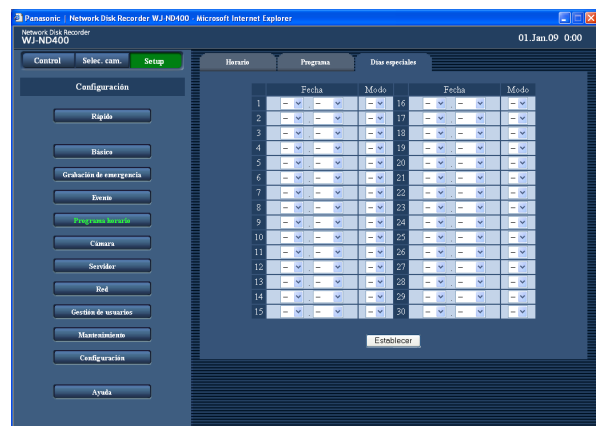 Panasonic | Network Disk Recorder WJ-ND400 - Microsoft Internet Explorer
Network Disk Recorder
WJ-ND400
01.Jan.09 0:00
Control Selec. cam. Setup
Horario Programa Días especiales
Configuración
Rápido
Básico
Grabación de emergencia
Evento
Programa horario
Cámara
Servidor
Red
Gestión de usuarios
Mantenimiento
Configuración
Ayuda
Fecha Modo Fecha Modo
1 - . - - 16 - . - -
2 - . - - 17 - . - -
3 - . - - 18 - . - -
4 - . - - 19 - . - -
5 - . - - 20 - . - -
6 - . - - 21 - . - -
7 - . - - 22 - . - -
8 - . - - 23 - . - -
9 - . - - 24 - . - -
10 - . - - 25 - . - -
11 - . - - 26 - . - -
12 - . - - 27 - . - -
13 - . - - 28 - . - -
14 - . - - 29 - . - -
15 - . - - 30 - . - -
Establecer